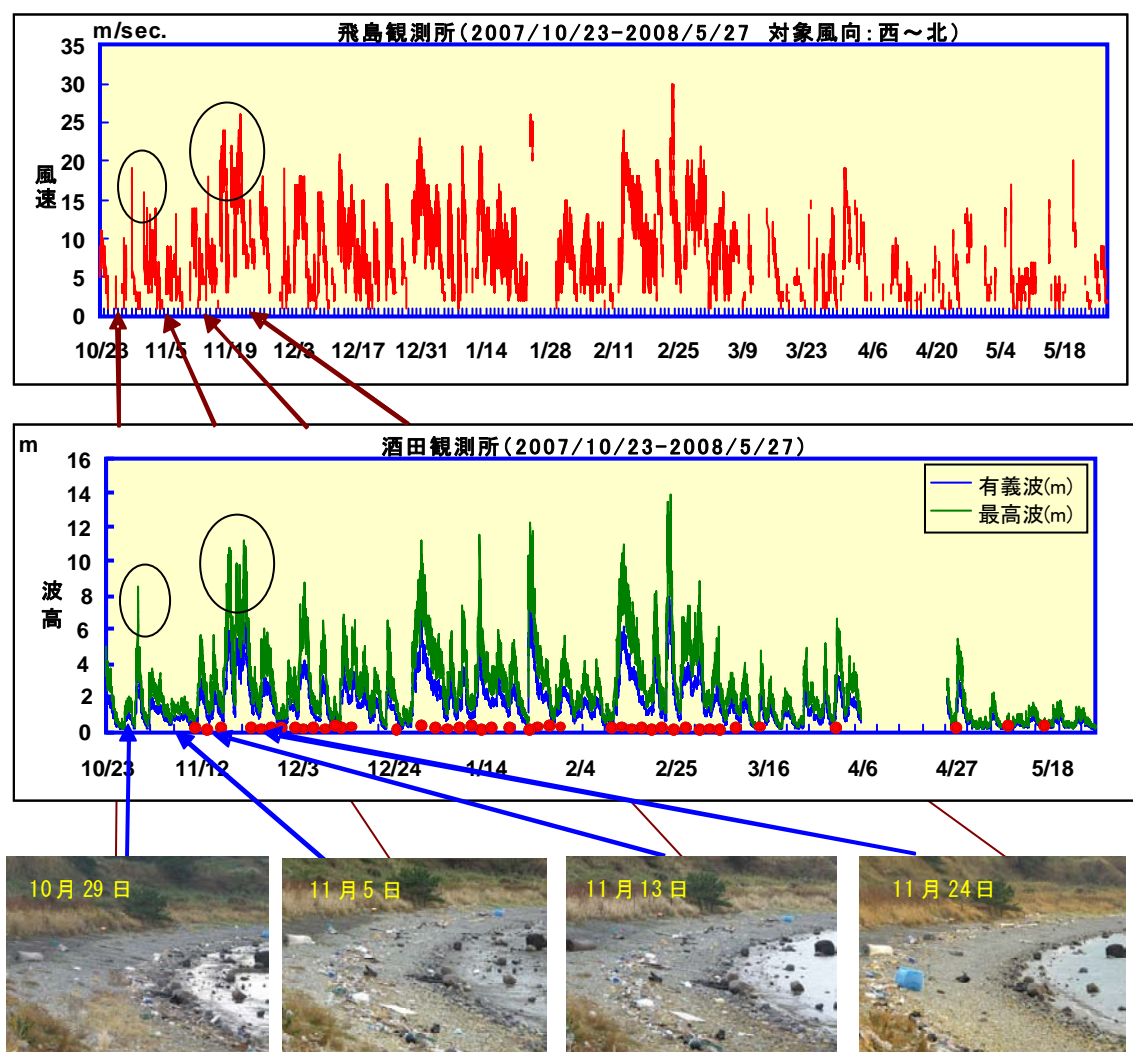 m/sec. 飛島観測所(2007/10/23-2008/5/27 対象風向:西～北)
35
30
25
20
15
10
5
0
風速
10/23 11/5 11/19 12/3 12/17 12/31 1/14 1/28 2/11 2/25 3/9 3/23 4/6 4/20 5/4 5/18
m 酒田観測所(2007/10/23-2008/5/27)
16
14
12
10
8
6
4
2
0
波高
有義波(m)
最高波(m)
10/23 11/12 12/3 12/24 1/14 2/4 2/25 3/16 4/6 4/27 5/18
10月29日 11月5日 11月13日 11月24日